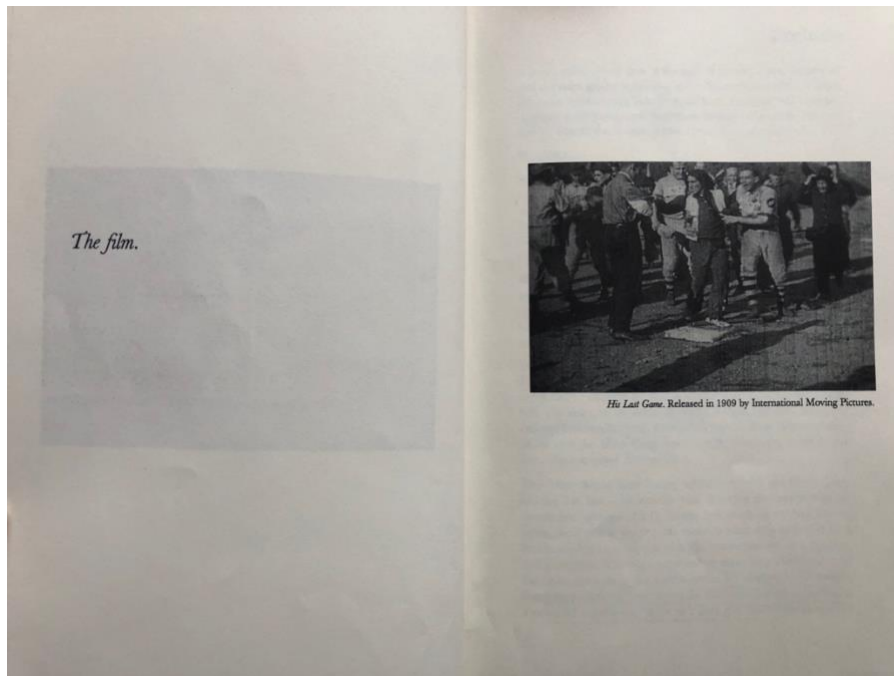 The film.
His Last Game. Released in 1909 by International Moving Pictures.